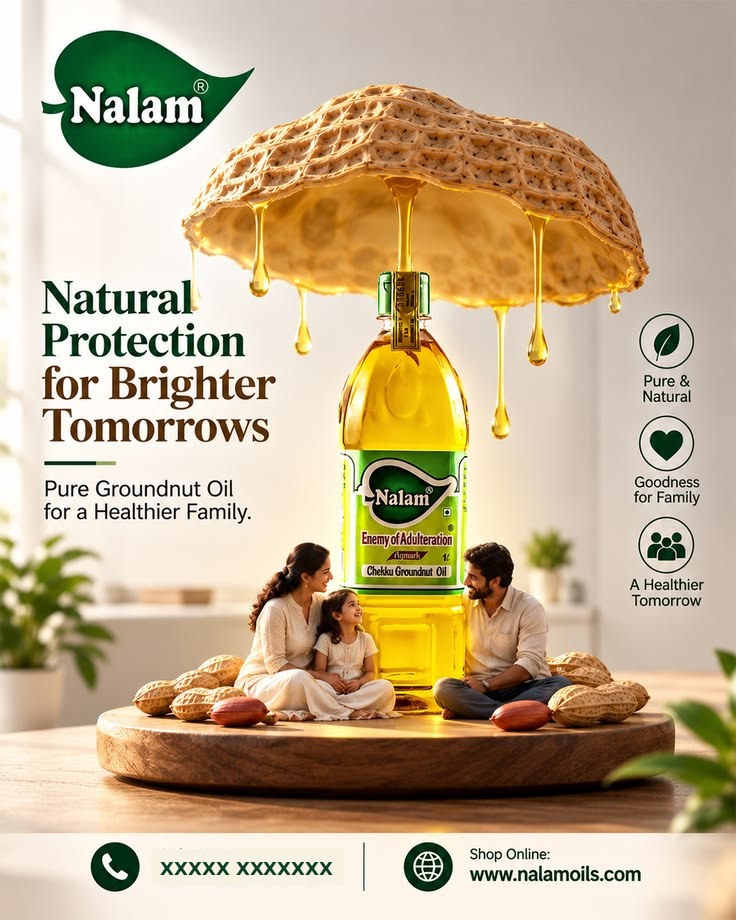 Nalam®
Natural
Protection
for Brighter
Tomorrows
Pure Groundnut Oil
for a Healthier Family.
Nalam®
Enemy of Adulteration®
Agmark
1L
Chekku Groundnut Oil
Pure &
Natural
Goodness
for Family
A Healthier
Tomorrow
XXXXX XXXXXXX
Shop Online:
www.nalamoils.com